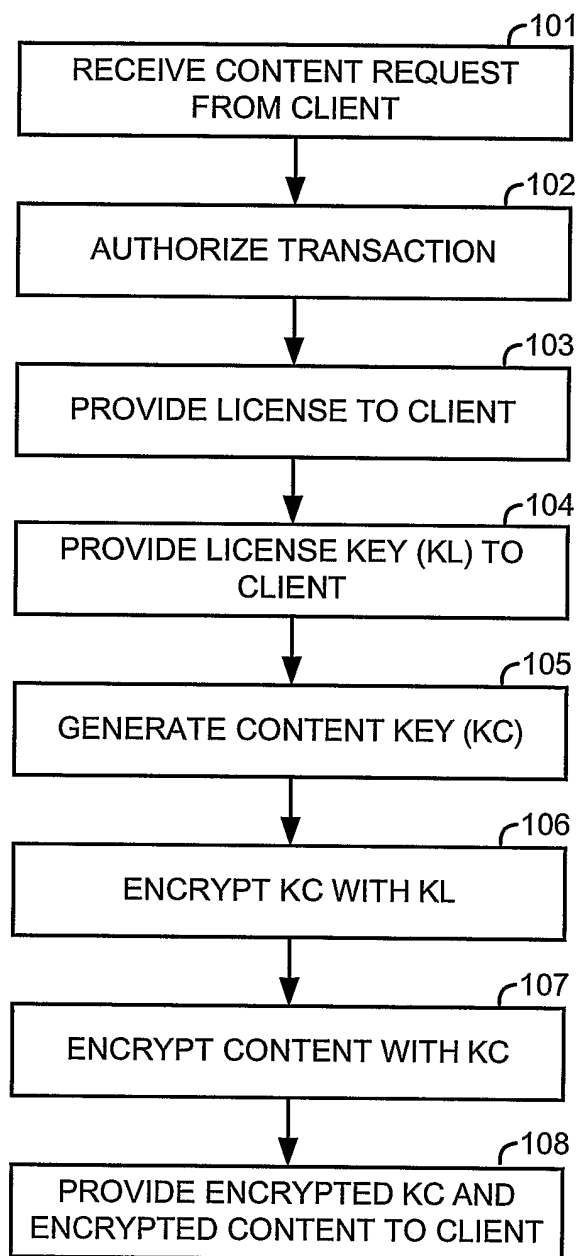 101
RECEIVE CONTENT REQUEST
FROM CLIENT
102
AUTHORIZE TRANSACTION
103
PROVIDE LICENSE TO CLIENT
104
PROVIDE LICENSE KEY (KL) TO
CLIENT
105
GENERATE CONTENT KEY (KC)
106
ENCRYPT KC WITH KL
107
ENCRYPT CONTENT WITH KC
108
PROVIDE ENCRYPTED KC AND
ENCRYPTED CONTENT TO CLIENT